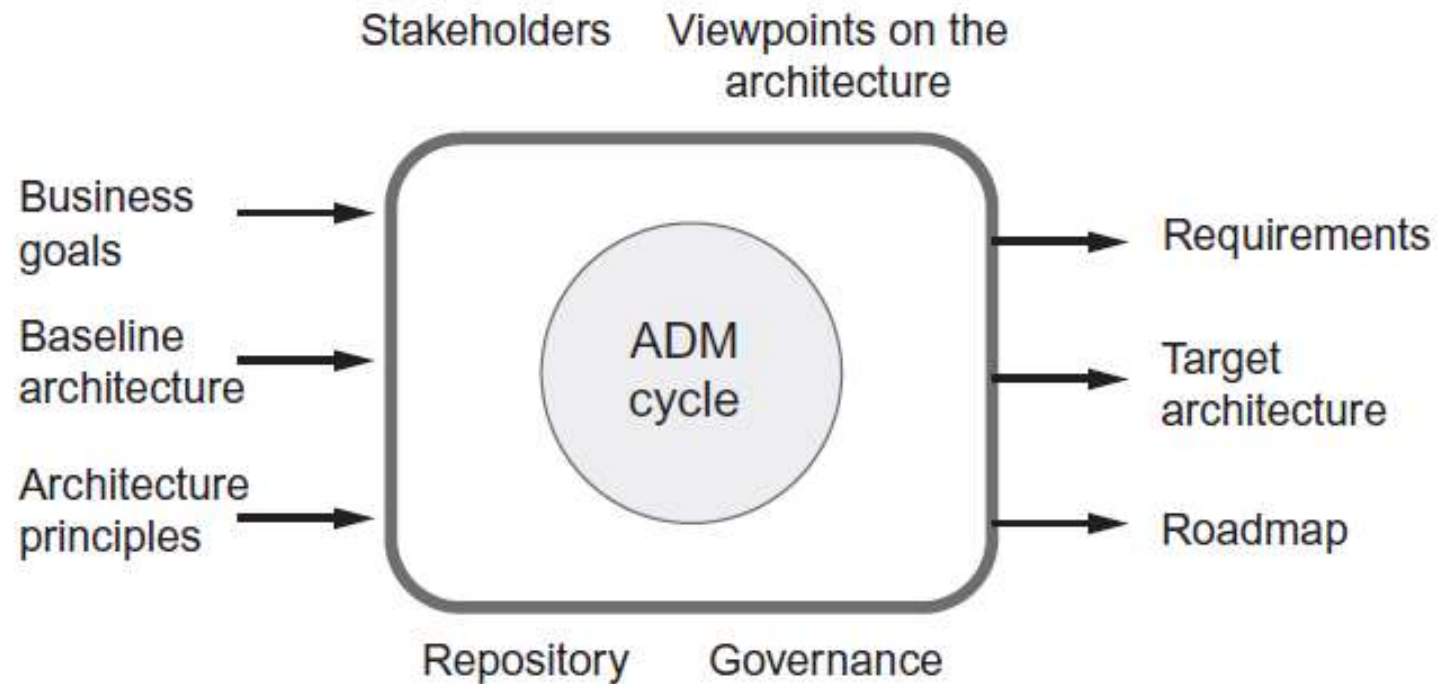 Stakeholders
Viewpoints on the
architecture
Business
goals
Baseline
architecture
Architecture
principles
ADM
cycle
Requirements
Target
architecture
Roadmap
Repository
Governance